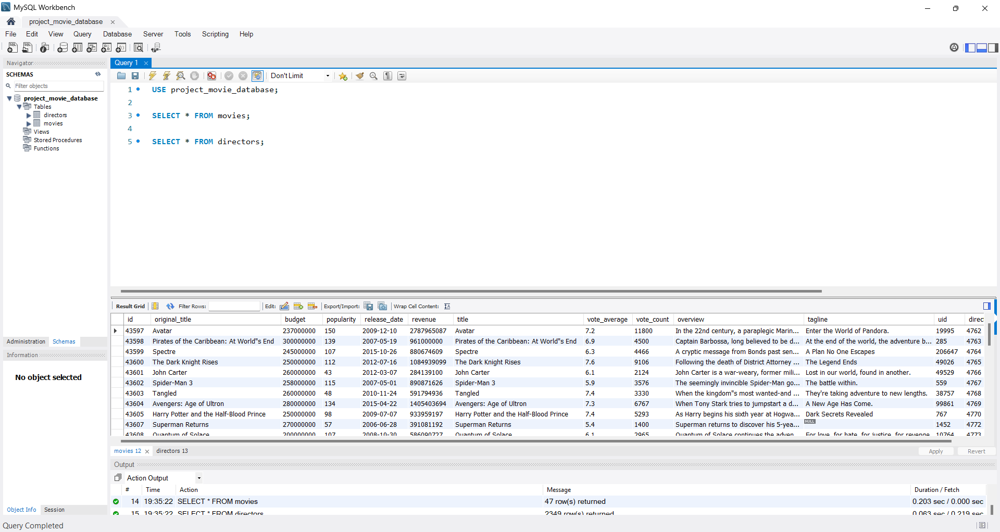 MySQL Workbench
project_movie_database
File Edit View Query Database Server Tools Scripting Help
Navigator
SCHEMAS
Filter objects
project_movie_database
Tables
directors
movies
Views
Stored Procedures
Functions
Administration Schemas
Information
No object selected
Object Info Session
Query 1
Don't Limit
1 USE project_movie_database;
2
3 SELECT * FROM movies;
4
5 SELECT * FROM directors;
Result Grid Filter Rows: Edit: Export/Import: Wrap Cell Content:
id original_title budget popularity release_date revenue title vote_average vote_count overview tagline uid direc
43597 Avatar 237000000 150 2009-12-10 2787965087 Avatar 7.2 11800 In the 22nd century, a paraplegic Marin... Enter the World of Pandora. 19995 4762
43598 Pirates of the Caribbean: At World"s End 300000000 139 2007-05-19 961000000 Pirates of the Caribbean: At World"s End 6.9 4500 Captain Barbossa, long believed to be d... At the end of the world, the adventure b... 285 4763
43599 Spectre 245000000 107 2015-10-26 880674609 Spectre 6.3 4466 A cryptic message from Bonds past sen... A Plan No One Escapes 206647 4764
43600 The Dark Knight Rises 250000000 112 2012-07-16 1084939099 The Dark Knight Rises 7.6 9106 Following the death of District Attorney ... The Legend Ends 49026 4765
43601 John Carter 260000000 43 2012-03-07 284139100 John Carter 6.1 2124 John Carter is a war-weary, former mili... Lost in our world, found in another. 49529 4766
43602 Spider-Man 3 258000000 115 2007-05-01 890871626 Spider-Man 3 5.9 3576 The seemingly invincible Spider-Man go... The battle within. 559 4767
43603 Tangled 260000000 48 2010-11-24 591794936 Tangled 7.4 3330 When the kingdom"s most wanted-and ... They're taking adventure to new lengths. 38757 4768
43604 Avengers: Age of Ultron 280000000 134 2015-04-22 1405403694 Avengers: Age of Ultron 7.3 6767 When Tony Stark tries to jumpstart a d... A New Age Has Come. 99861 4769
43605 Harry Potter and the Half-Blood Prince 250000000 98 2009-07-07 933959197 Harry Potter and the Half-Blood Prince 7.4 5293 As Harry begins his sixth year at Hogwa... Dark Secrets Revealed 767 4770
43607 Superman Returns 270000000 57 2006-06-28 391081192 Superman Returns 5.4 1400 Superman returns to discover his 5-yea... NULL 1452 4772
43608 Quantum of Solace 200000000 107 2008-10-30 586090727 Quantum of Solace 6.1 2965 Quantum of Solace continues the adven... For love, for hate, for justice, for revenge. 10764 4773
movies 12 directors 13 Apply Revert
Output
Action Output
# Time Action Message Duration / Fetch
14 19:35:22 SELECT * FROM movies 47 row(s) returned 0.203 sec / 0.000 sec
15 19:35:22 SELECT * FROM directors 2349 row(s) returned 0.063 sec / 0.219 sec
Query Completed